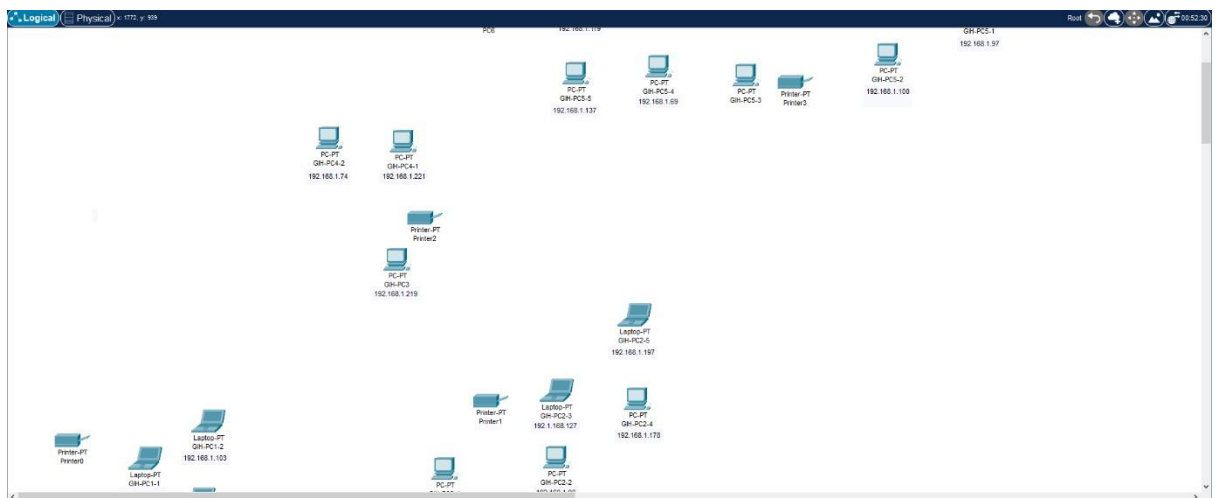 Logical Physical x: 1772, y: 939 Root 00:52:30
PC6 192.168.1.119
GIH-PC5-1
192.168.1.97
PC-PT
GIH-PC5-5
192.168.1.137
PC-PT
GIH-PC5-4
192.168.1.69
PC-PT
GIH-PC5-3
Printer-PT
Printer3
PC-PT
GIH-PC5-2
192.168.1.100
PC-PT
GIH-PC4-2
192.168.1.74
PC-PT
GIH-PC4-1
192.168.1.221
Printer-PT
Printer2
PC-PT
GIH-PC3
192.168.1.219
Laptop-PT
GIH-PC2-5
192.168.1.197
Printer-PT
Printer1
Laptop-PT
GIH-PC2-3
192.1.168.127
PC-PT
GIH-PC2-4
192.168.1.178
Printer-PT
Printer0
Laptop-PT
GIH-PC1-2
192.168.1.103
Laptop-PT
GIH-PC1-1
PC-PT
PC-PT
GIH-PC2-2